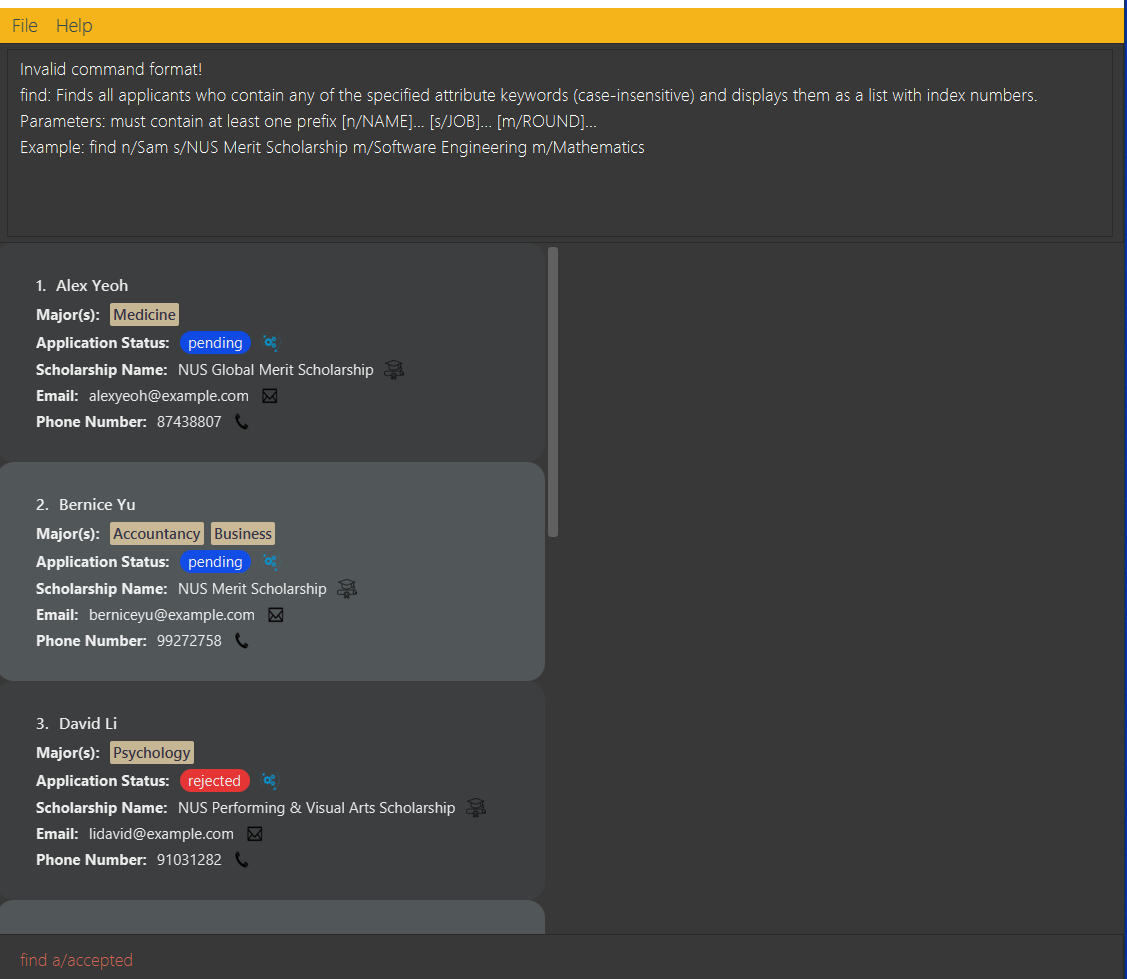 File Help
Invalid command format!
find: Finds all applicants who contain any of the specified attribute keywords (case-insensitive) and displays them as a list with index numbers.
Parameters: must contain at least one prefix [n/NAME]... [s/JOB]... [m/ROUND]...
Example: find n/Sam s/NUS Merit Scholarship m/Software Engineering m/Mathematics
1. Alex Yeoh
Major(s): Medicine
Application Status: pending
Scholarship Name: NUS Global Merit Scholarship
Email: alexyeoh@example.com
Phone Number: 87438807
2. Bernice Yu
Major(s): Accountancy Business
Application Status: pending
Scholarship Name: NUS Merit Scholarship
Email: berniceyu@example.com
Phone Number: 99272758
3. David Li
Major(s): Psychology
Application Status: rejected
Scholarship Name: NUS Performing & Visual Arts Scholarship
Email: lidavid@example.com
Phone Number: 91031282
find a/accepted